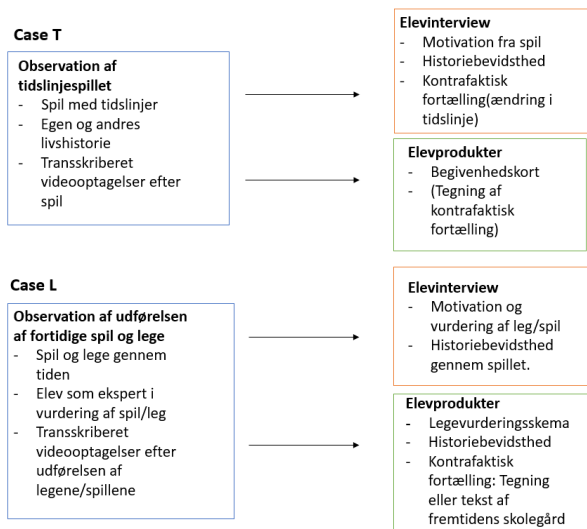 Case T
Observation af
tidslinjespillet
- Spil med tidslinjer
- Egen og andres
livshistorie
- Transskriberet
videooptagelser efter
spil
Elevinterview
- Motivation fra spil
- Historiebevidsthed
- Kontrafaktisk
fortælling(ændring i
tidslinje)
Elevprodukter
- Begivenhedskort
- (Tegning af
kontrafaktisk
fortælling)
Case L
Observation af udførelsen
af fortidige spil og lege
- Spil og lege gennem
tiden
- Elev som ekspert i
vurdering af spil/leg
- Transskriberet
videooptagelser efter
udførelsen af
legene/spillene
Elevinterview
- Motivation og
vurdering af leg/spil
- Historiebevidsthed
gennem spillet.
Elevprodukter
- Legevurderingsskema
- Historiebevidsthed
- Kontrafaktisk
fortælling: Tegning
eller tekst af
fremtidens skolegård